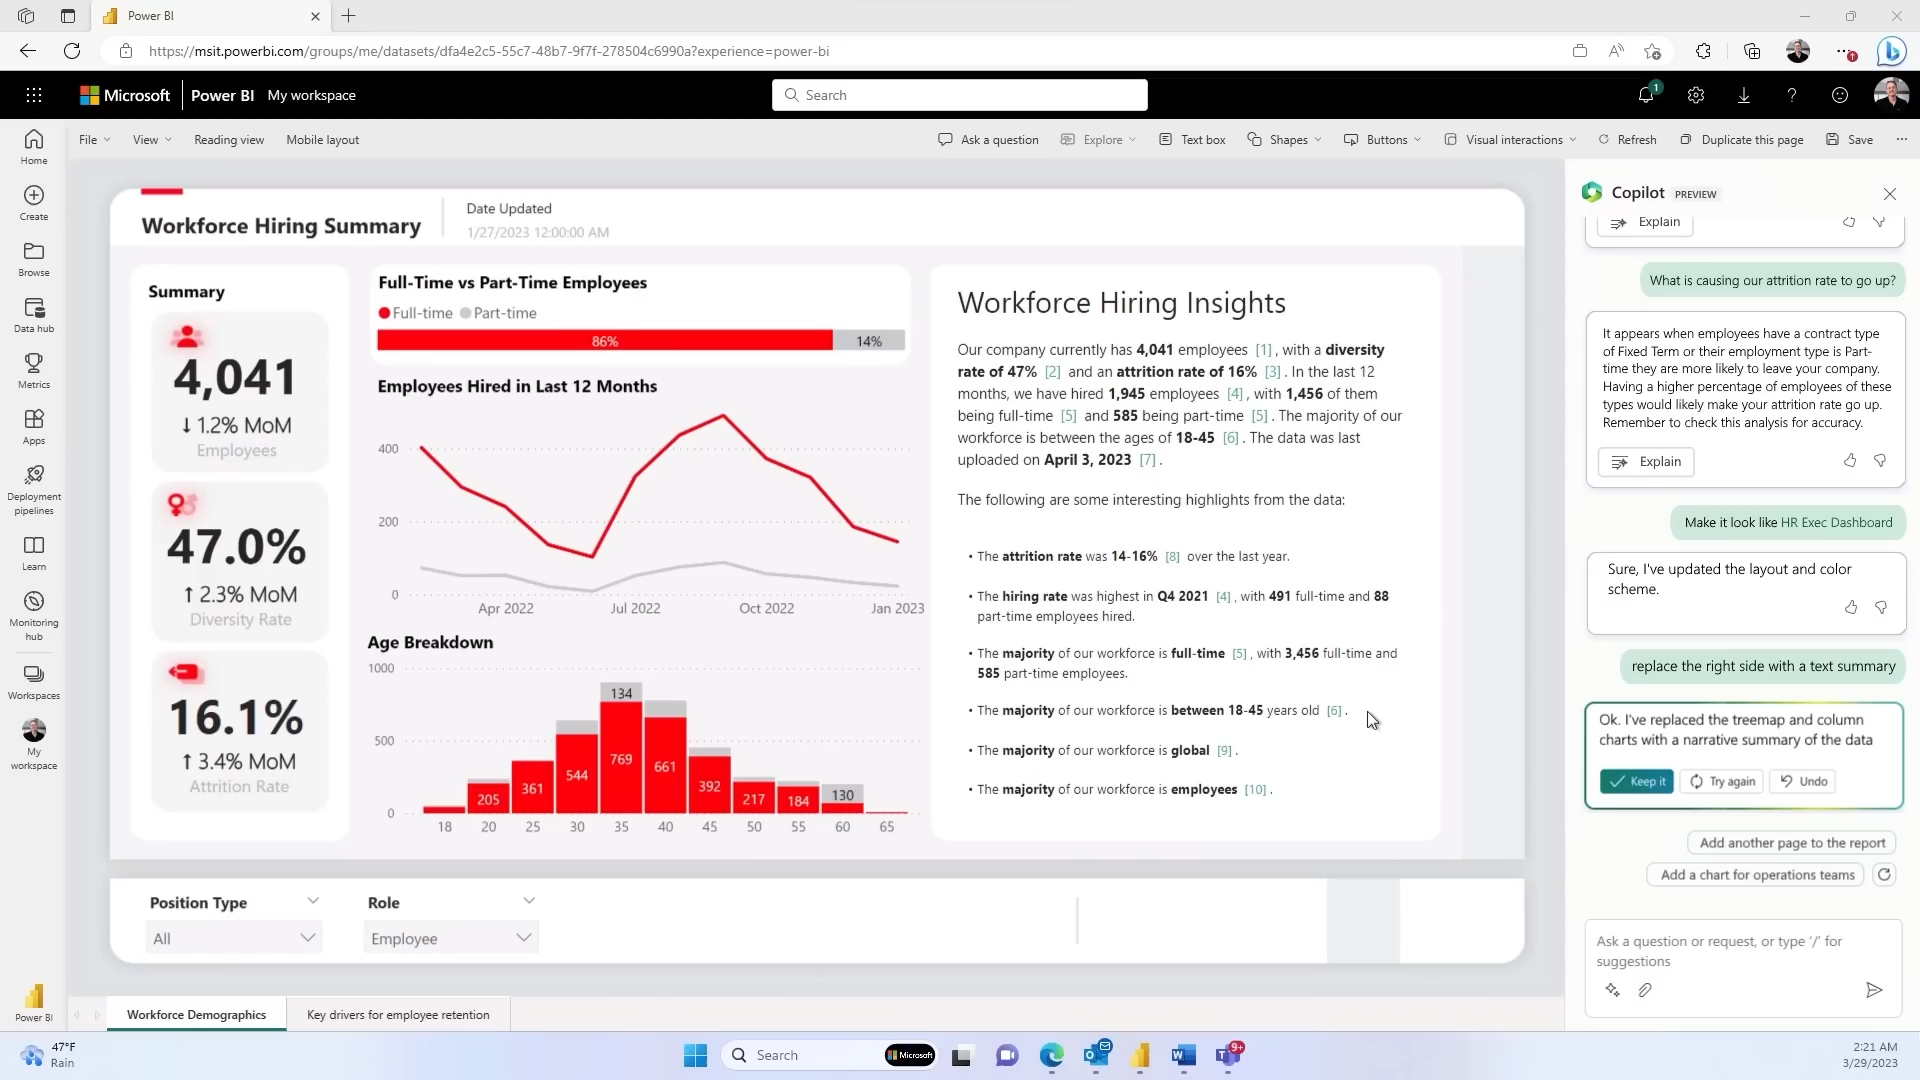 Power BI
https://msit.powerbi.com/groups/me/datasets/dfa4e2c5-55c7-48b7-9f7f-278504c6990a?experience=power-bi
1
Microsoft Power BI My workspace
Search
1
File View Reading view Mobile layout
Ask a question Explore Text box Shapes Buttons Visual interactions Refresh Duplicate this page Save
Home
Create
Browse
Data hub
Metrics
Apps
Deployment
pipelines
Learn
Monitoring
hub
Workspaces
My
workspace
Power BI
Workforce Hiring Summary
Date Updated
1/27/2023 12:00:00 AM
Summary
4,041
↓ 1.2% MoM
Employees
47.0%
↑ 2.3% MoM
Diversity Rate
16.1%
↑ 3.4% MoM
Attrition Rate
Full-Time vs Part-Time Employees
Full-time Part-time
86% 14%
Employees Hired in Last 12 Months
400
200
0
Apr 2022 Jul 2022 Oct 2022 Jan 2023
Age Breakdown
1000
500
0
134
205 361 544 769 661 392 217 184 130
18 20 25 30 35 40 45 50 55 60 65
Workforce Hiring Insights
Our company currently has 4,041 employees [1] , with a diversity
rate of 47% [2] and an attrition rate of 16% [3] . In the last 12
months, we have hired 1,945 employees [4] , with 1,456 of them
being full-time [5] and 585 being part-time [5] . The majority of our
workforce is between the ages of 18-45 [6] . The data was last
uploaded on April 3, 2023 [7] .
The following are some interesting highlights from the data:
• The attrition rate was 14-16% [8] over the last year.
• The hiring rate was highest in Q4 2021 [4] , with 491 full-time and 88
part-time employees hired.
• The majority of our workforce is full-time [5] , with 3,456 full-time and
585 part-time employees.
• The majority of our workforce is between 18-45 years old [6] .
• The majority of our workforce is global [9] .
• The majority of our workforce is employees [10] .
Position Type
All
Role
Employee
Workforce Demographics Key drivers for employee retention
Copilot PREVIEW
Explain
What is causing our attrition rate to go up?
It appears when employees have a contract type
of Fixed Term or their employment type is Part-
time they are more likely to leave your company.
Having a higher percentage of employees of these
types would likely make your attrition rate go up.
Remember to check this analysis for accuracy.
Explain
Make it look like HR Exec Dashboard
Sure, I've updated the layout and color
scheme.
replace the right side with a text summary
Ok. I've replaced the treemap and column
charts with a narrative summary of the data
Keep it Try again Undo
Add another page to the report
Add a chart for operations teams
Ask a question or request, or type '/' for
suggestions
47°F
Rain
Search
Microsoft
9+
2:21 AM
3/29/2023